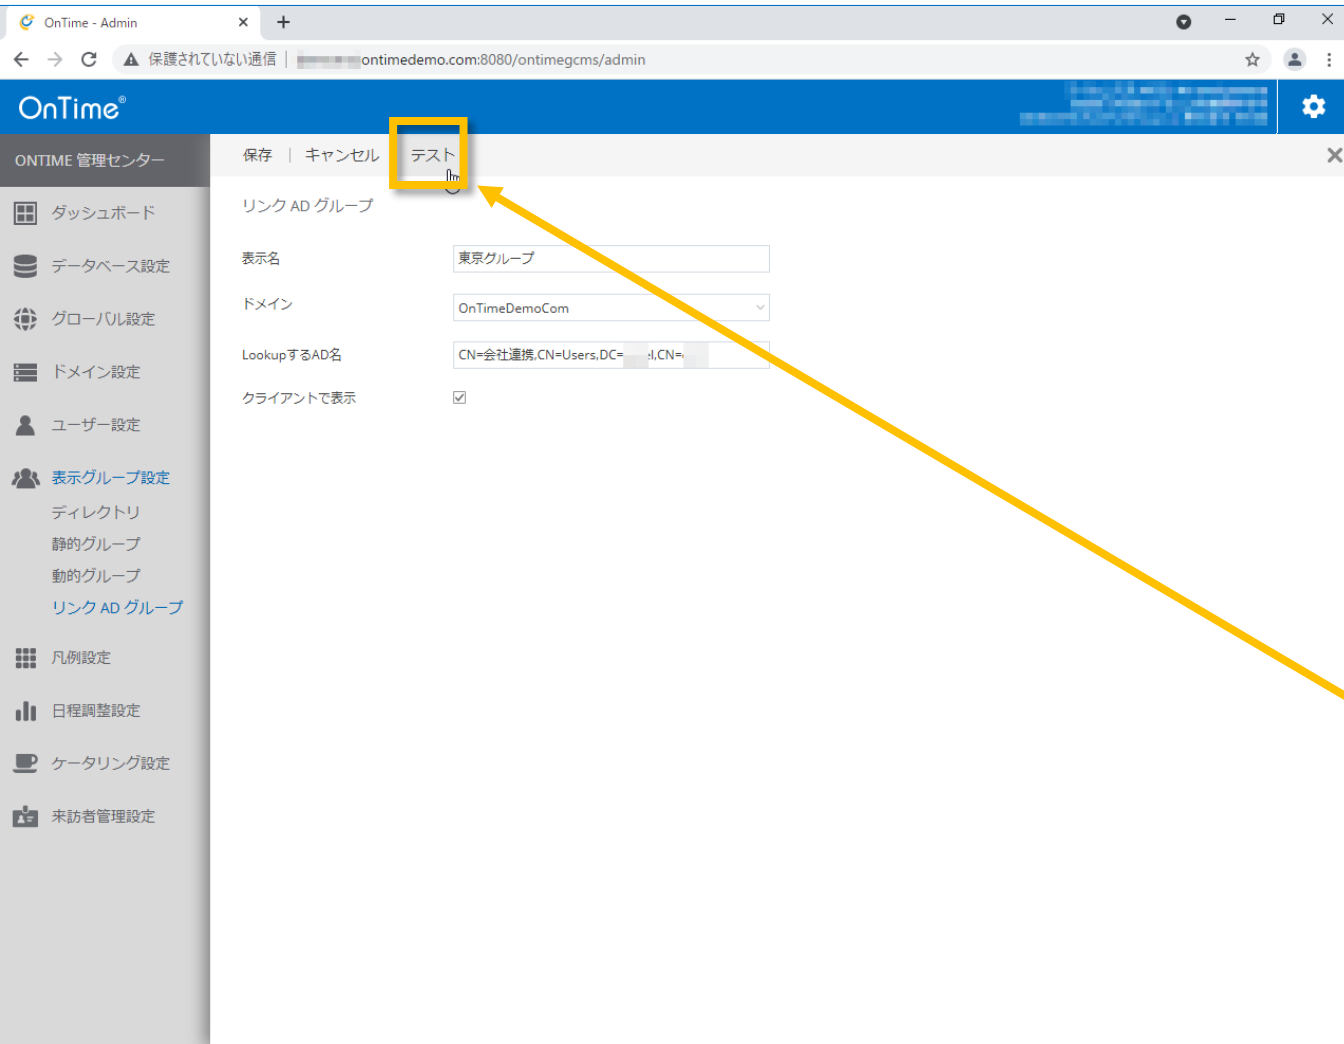 OnTime - Admin
保護されていない通信 | ontimedemo.com:8080/ontimegcms/admin
OnTime®
ONTIME 管理センター
保存 | キャンセル テスト
ダッシュボード
データベース設定
グローバル設定
ドメイン設定
ユーザー設定
表示グループ設定
ディレクトリ
静的グループ
動的グループ
リンク AD グループ
凡例設定
日程調整設定
ケータリング設定
来訪者管理設定
リンク AD グループ
表示名 東京グループ
ドメイン OnTimeDemoCom
LookupするAD名 CN=会社連携,CN=Users,DC= l,CN=
クライアントで表示